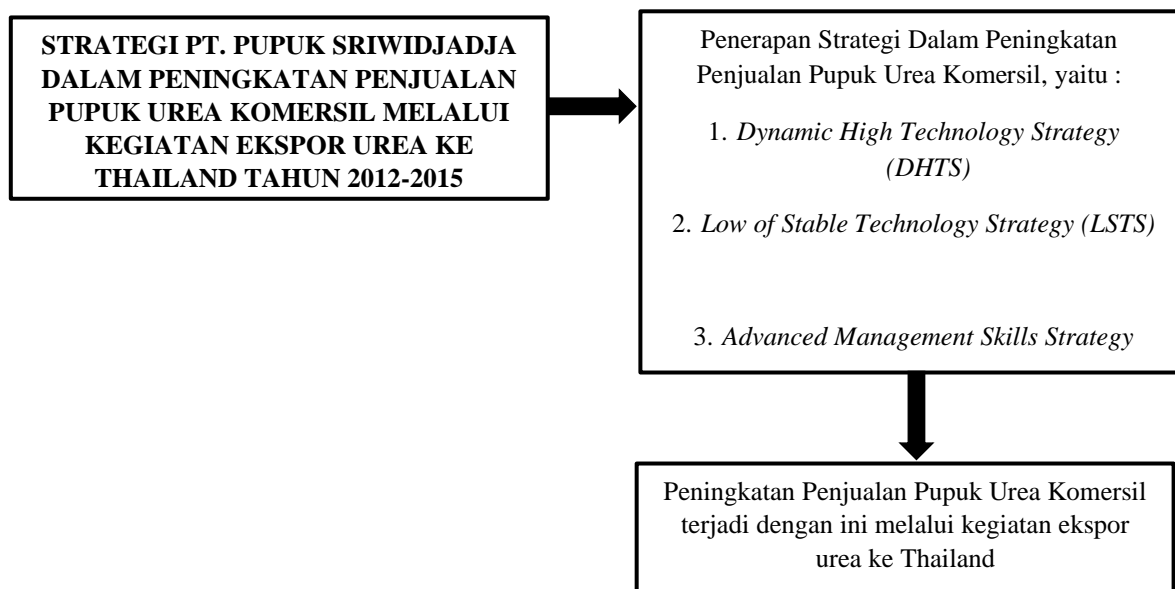 STRATEGI PT. PUPUK SRIWIDJADJA
DALAM PENINGKATAN PENJUALAN
PUPUK UREA KOMERSIL MELALUI
KEGIATAN EKSPOR UREA KE
THAILAND TAHUN 2012-2015
Penerapan Strategi Dalam Peningkatan
Penjualan Pupuk Urea Komersil, yaitu :
1. Dynamic High Technology Strategy
(DHTS)
2. Low of Stable Technology Strategy (LSTS)
3. Advanced Management Skills Strategy
Peningkatan Penjualan Pupuk Urea Komersil
terjadi dengan ini melalui kegiatan ekspor
urea ke Thailand